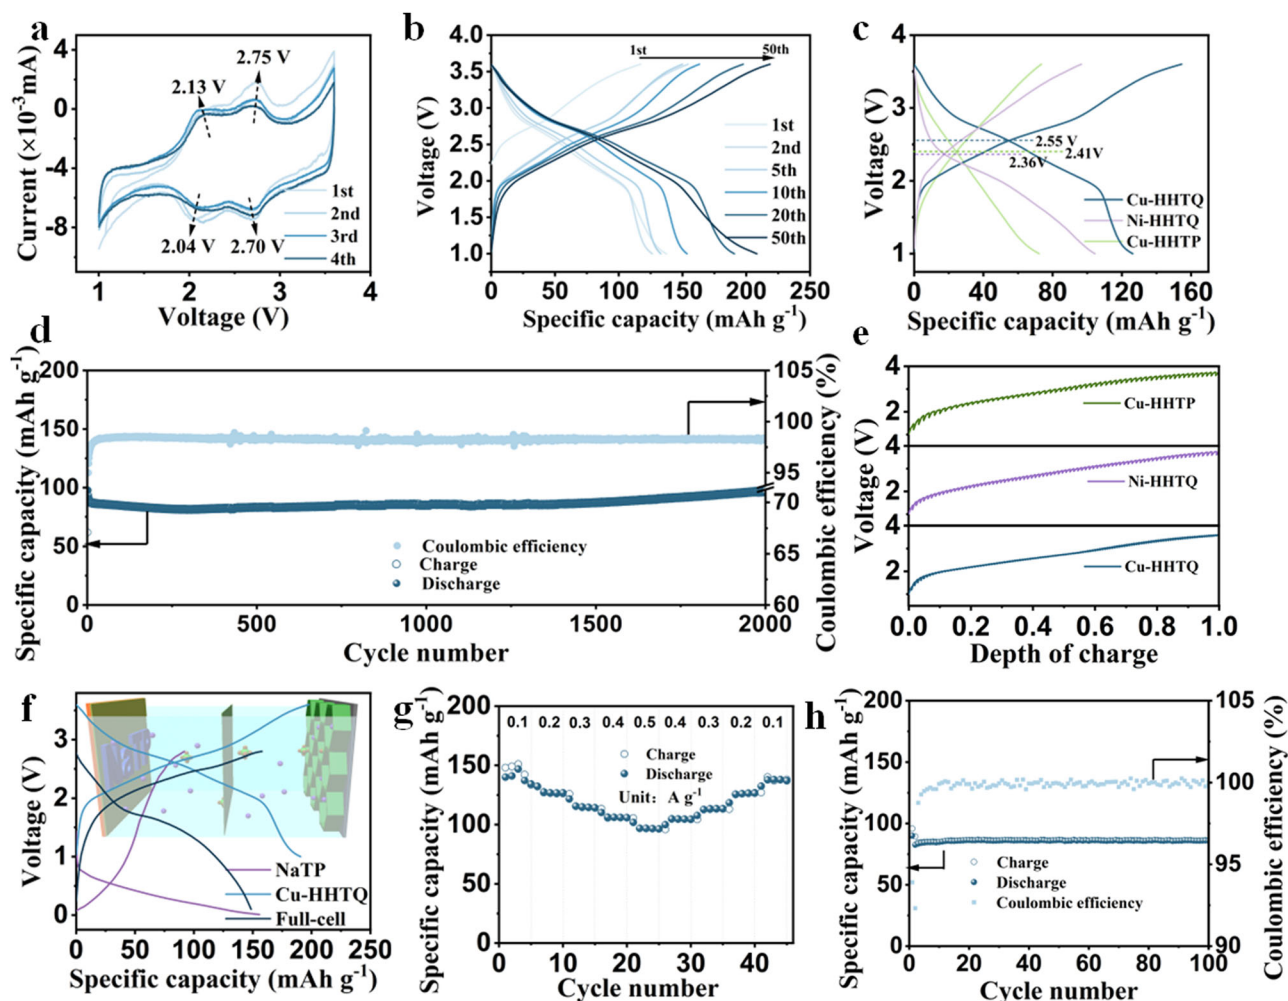 a
4
0
-4
-8
Current (×10⁻³ mA)
2.13 V
2.75 V
2.04 V
2.70 V
1st
2nd
3rd
4th
1 2 3 4
Voltage (V)
b
4.0
3.5
3.0
2.5
2.0
1.5
1.0
Voltage (V)
1st
50th
1st
2nd
5th
10th
20th
50th
0 50 100 150 200 250
Specific capacity (mAh g⁻¹)
c
4
3
2
1
Voltage (V)
2.55 V
2.41V
2.36V
Cu-HHTQ
Ni-HHTQ
Cu-HHTP
0 40 80 120 160
Specific capacity (mAh g⁻¹)
d
200
150
100
50
0
Specific capacity (mAh g⁻¹)
Coulombic efficiency
Charge
Discharge
105
100
95
70
65
60
Coulombic efficiency (%)
0 500 1000 1500 2000
Cycle number
e
4
2
4
2
4
2
Voltage (V)
Cu-HHTP
Ni-HHTQ
Cu-HHTQ
0.0 0.2 0.4 0.6 0.8 1.0
Depth of charge
f
3
2
1
0
Voltage (V)
NaTP
Cu-HHTQ
Full-cell
0 50 100 150 200 250
Specific capacity (mAh g⁻¹)
g
200
150
100
50
0
Specific capacity (mAh g⁻¹)
0.1 0.2 0.3 0.4 0.5 0.4 0.3 0.2 0.1
Charge
Discharge
Unit: A g⁻¹
0 10 20 30 40
Cycle number
h
200
150
100
50
0
Specific capacity (mAh g⁻¹)
Charge
Discharge
Coulombic efficiency
105
100
95
90
Coulombic efficiency (%)
0 20 40 60 80 100
Cycle number